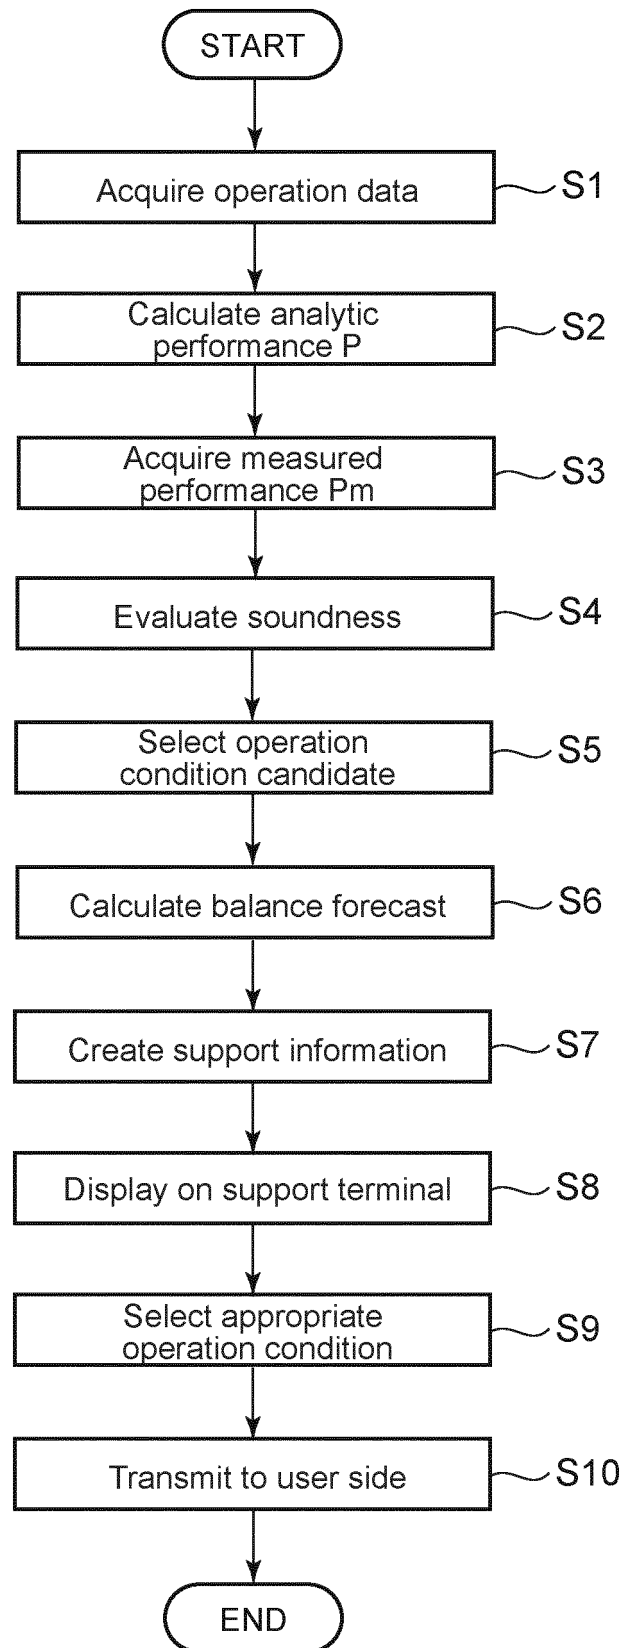 START
Acquire operation data
S1
Calculate analytic
performance P
S2
Acquire measured
performance Pm
S3
Evaluate soundness
S4
Select operation
condition candidate
S5
Calculate balance forecast
S6
Create support information
S7
Display on support terminal
S8
Select appropriate
operation condition
S9
Transmit to user side
S10
END